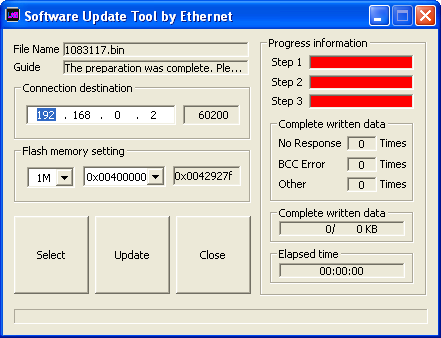 Software Update Tool by Ethernet
File Name 1083117.bin
Guide The preparation was complete. Ple...
Connection destination
192 . 168 . 0 . 2 60200
Flash memory setting
1M 0x00400000 0x0042927f
Select Update Close
Progress information
Step 1
Step 2
Step 3
Complete written data
No Response 0 Times
BCC Error 0 Times
Other 0 Times
Complete written data
0/ 0 KB
Elapsed time
00:00:00